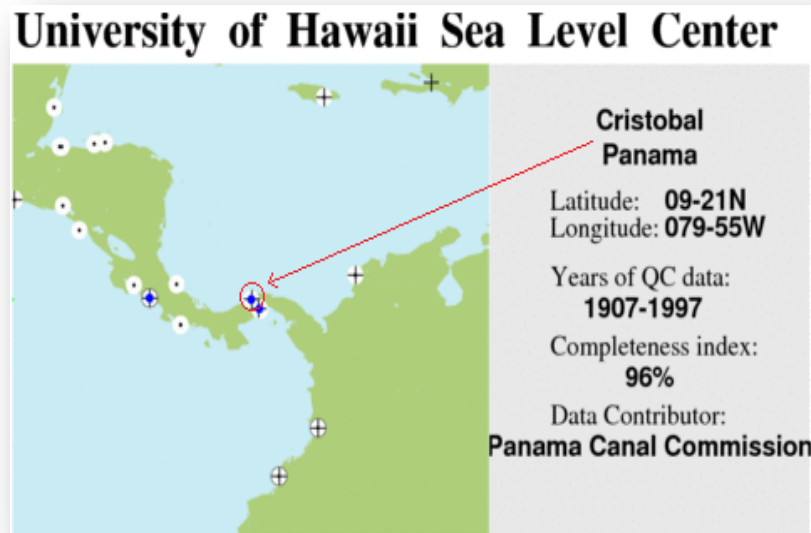 University of Hawaii Sea Level Center
Cristobal
Panama
Latitude: 09-21N
Longitude: 079-55W
Years of QC data:
1907-1997
Completeness index:
96%
Data Contributor:
Panama Canal Commission